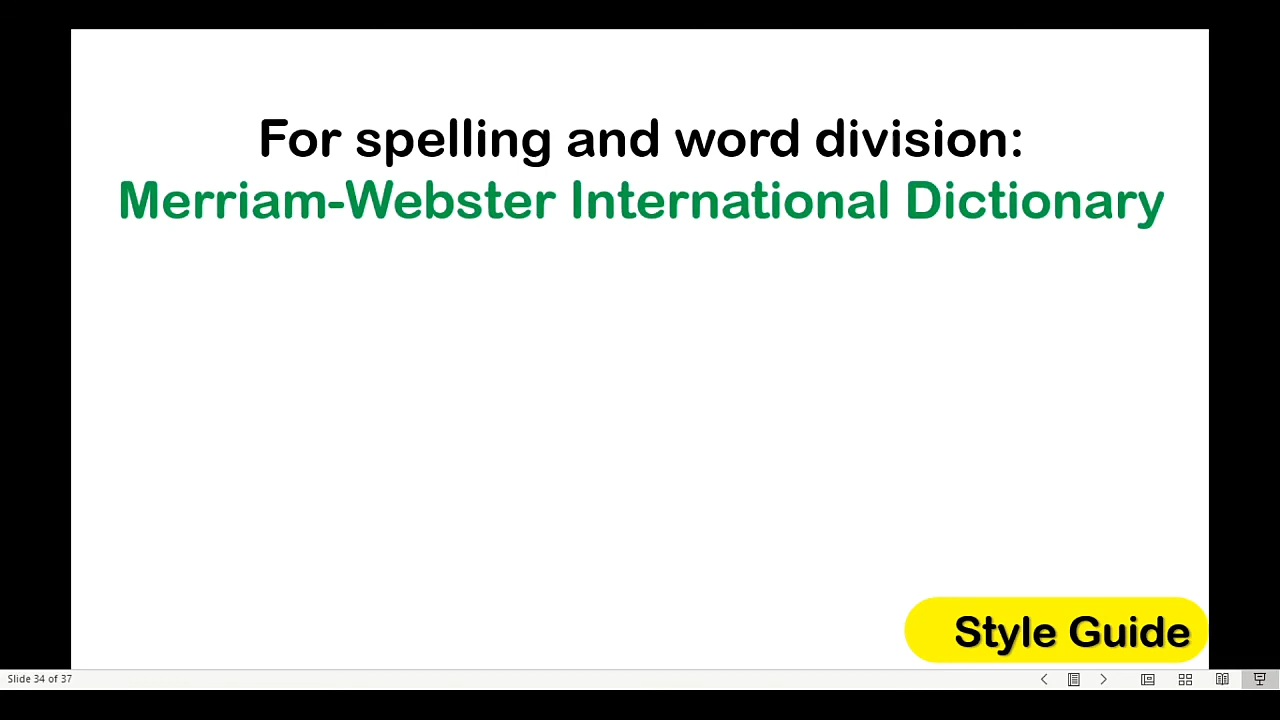 For spelling and word division:
Merriam-Webster International Dictionary
Style Guide
Slide 34 of 37